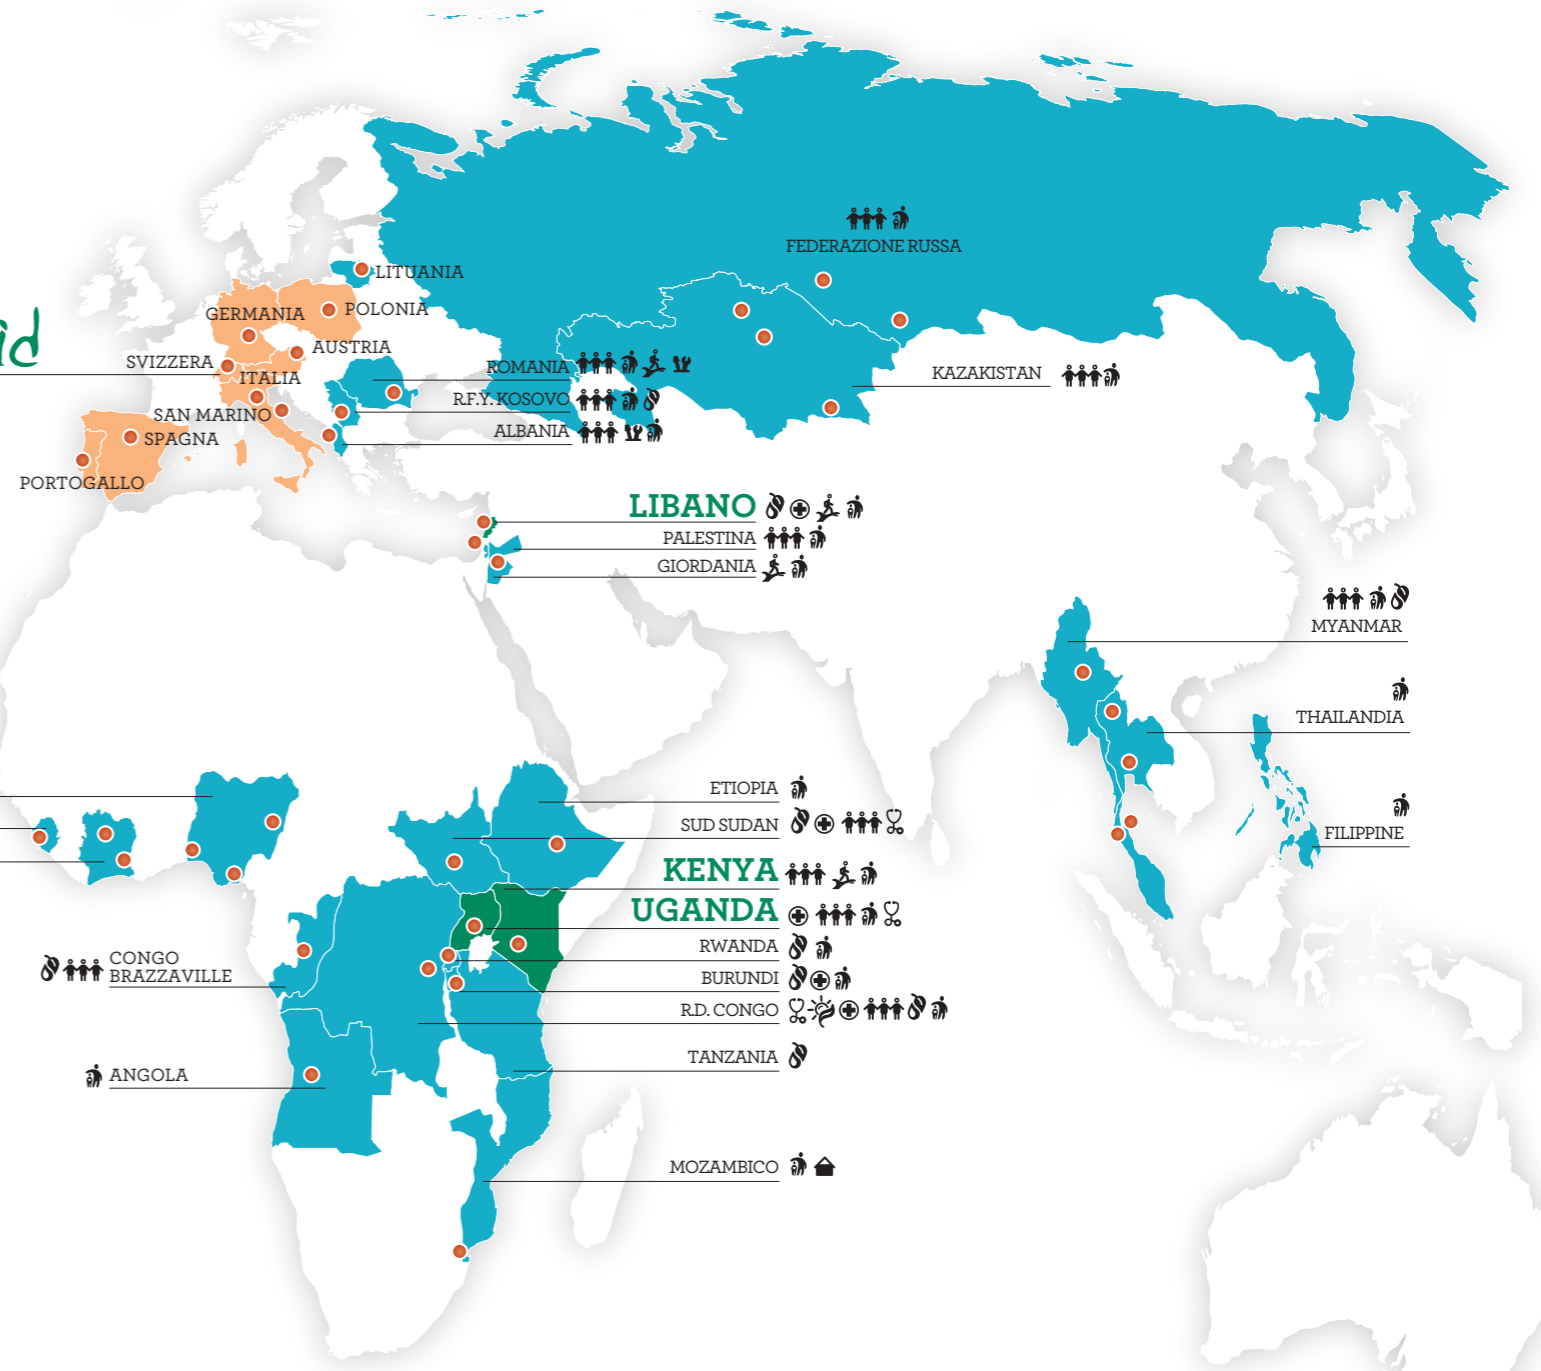 FEDERAZIONE RUSSA
LITUANIA
POLONIA
GERMANIA
id
AUSTRIA
SVIZZERA
ITALIA
ROMANIA
KAZAKISTAN
R.F.Y. KOSOVO
SAN MARINO
ALBANIA
SPAGNA
PORTOGALLO
LIBANO
PALESTINA
GIORDANIA
MYANMAR
THAILANDIA
ETIOPIA
SUD SUDAN
FILIPPINE
KENYA
UGANDA
RWANDA
CONGO
BRAZZAVILLE
BURUNDI
R.D. CONGO
TANZANIA
ANGOLA
MOZAMBICO